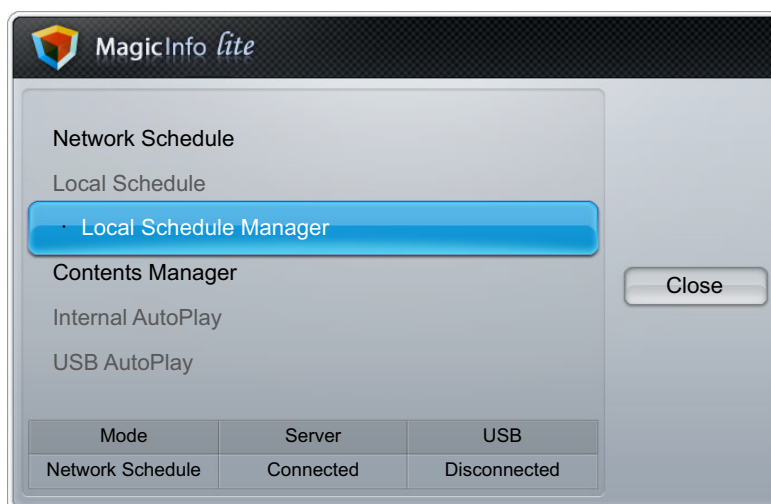 MagicInfo lite
Network Schedule
Local Schedule
· Local Schedule Manager
Contents Manager
Close
Internal AutoPlay
USB AutoPlay
Mode Server USB
Network Schedule Connected Disconnected